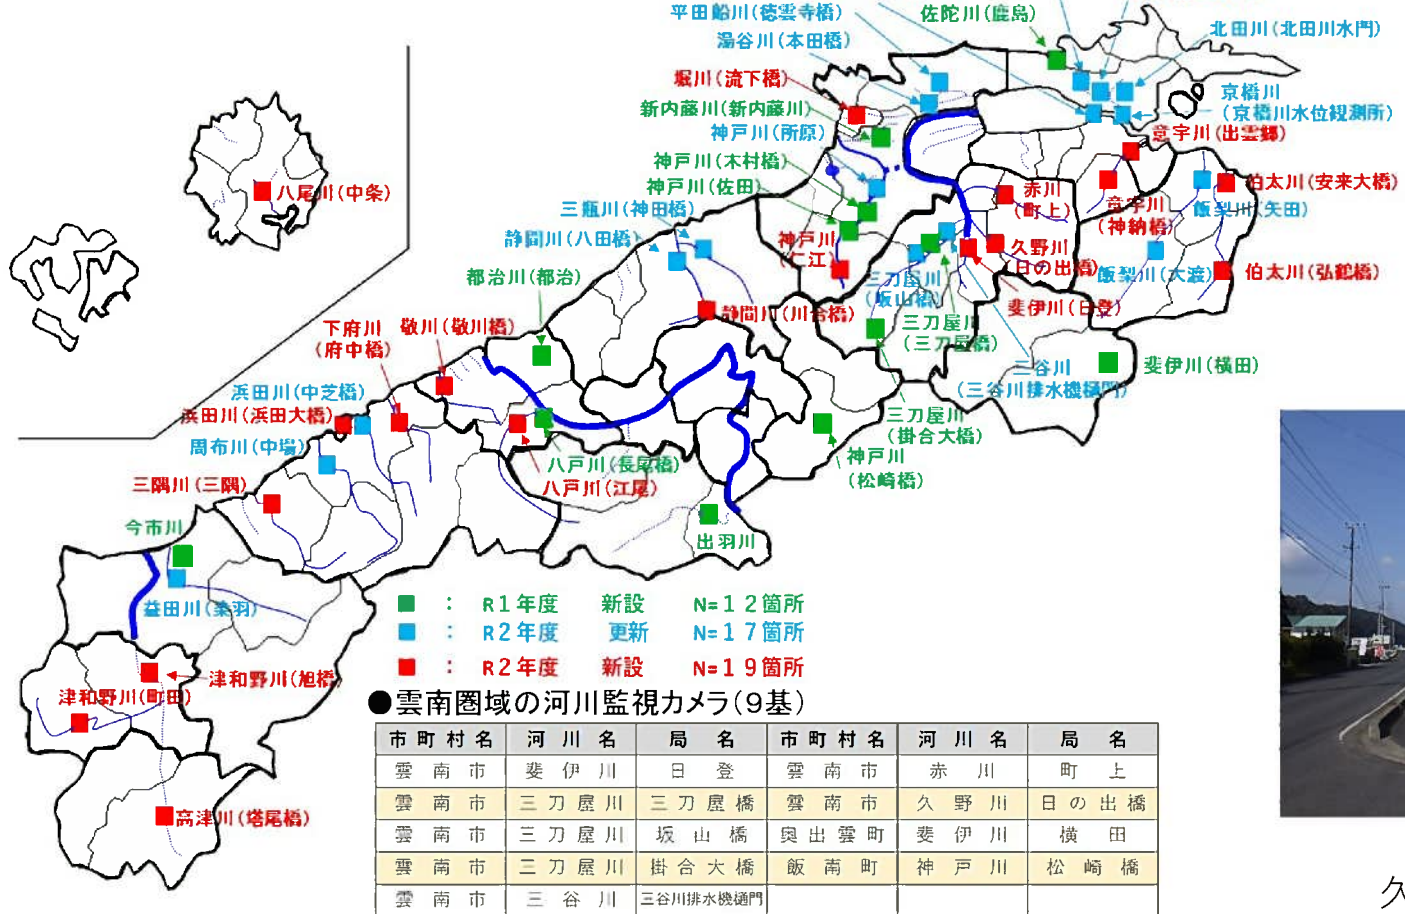 平田船川(徳雲寺橋)
佐陀川(鹿島)
湯谷川(本田橋)
北田川(北田川水門)
堀川(流下橋)
京橋川
(京橋川水位観測所)
新内藤川(新内藤川)
神戸川(所原)
意宇川(出雲郷)
神戸川(木村橋)
神戸川(佐田)
八尾川(中条)
赤川
(町上)
意宇川
(神納橋)
伯太川(安来大橋)
飯梨川(矢田)
三瓶川(神田橋)
静間川(八田橋)
神戸川
(仁江)
久野川
(日の出橋)
飯梨川(大渡)
伯太川(弘鶴橋)
都治川(都治)
三刀屋川
(坂山橋)
斐伊川(日登)
静間川(川合橋)
三刀屋川
(三刀屋橋)
下府川
(府中橋)
敬川(敬川橋)
三谷川
(三谷川排水機樋門)
斐伊川(横田)
浜田川(中芝橋)
浜田川(浜田大橋)
三刀屋川
(掛合大橋)
周布川(中場)
八戸川(長尾橋)
八戸川(江尾)
神戸川
(松崎橋)
三隅川(三隅)
今市川
出羽川
益田川(染羽)
■ : R1年度 新設 N=12箇所
■ : R2年度 更新 N=17箇所
■ : R2年度 新設 N=19箇所
津和野川(旭橋)
津和野川(町田)
高津川(塔尾橋)
●雲南圏域の河川監視カメラ(9基)
市町村名 河川名 局名 市町村名 河川名 局名
雲南市 斐伊川 日登 雲南市 赤川 町上
雲南市 三刀屋川 三刀屋橋 雲南市 久野川 日の出橋
雲南市 三刀屋川 坂山橋 奥出雲町 斐伊川 横田
雲南市 三刀屋川 掛合大橋 飯南町 神戸川 松崎橋
雲南市 三谷川 三谷川排水機樋門
久